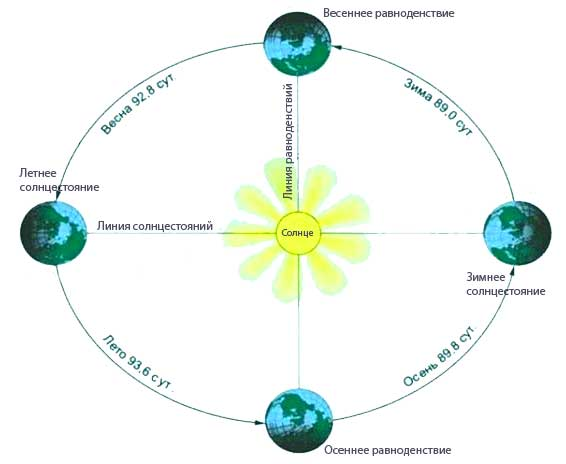 Весеннее равноденствие
Весна 92.8 сут
Зима 89.0 сут
Линия равноденствий
Летнее
солнцестояние
Линия солнцестояний
Солнце
Зимнее
солнцестояние
Лето 93.6 сут.
Осень 89.8 сут.
Осеннее равноденствие